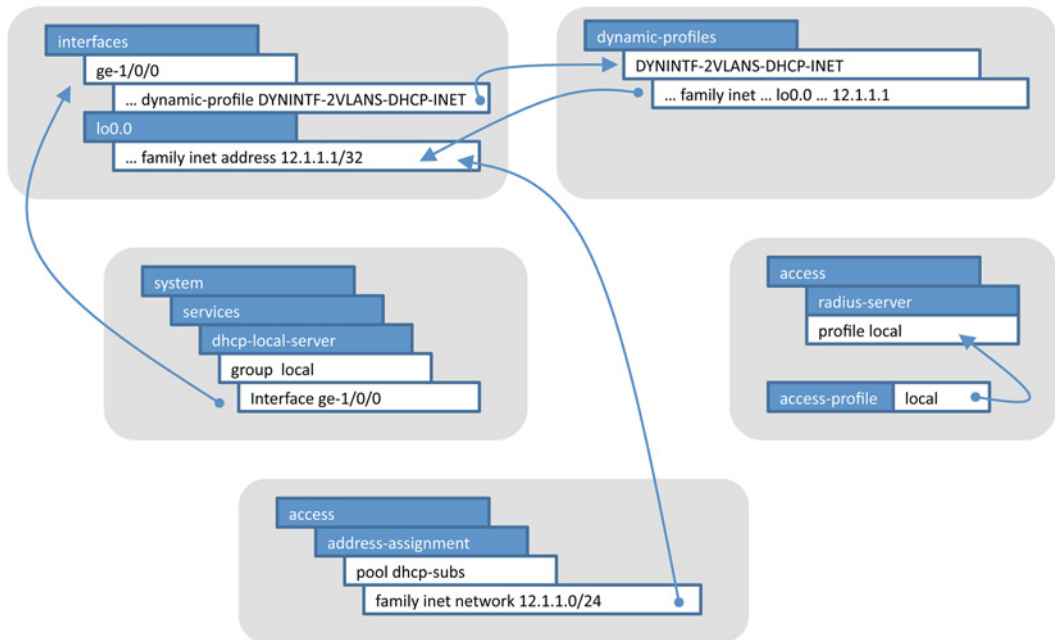 interfaces
ge-1/0/0
... dynamic-profile DYNINTF-2VLANS-DHCP-INET
lo0.0
... family inet address 12.1.1.1/32
dynamic-profiles
DYNINTF-2VLANS-DHCP-INET
... family inet ... lo0.0 ... 12.1.1.1
system
services
dhcp-local-server
group local
Interface ge-1/0/0
access
radius-server
profile local
access-profile local
access
address-assignment
pool dhcp-subs
family inet network 12.1.1.0/24